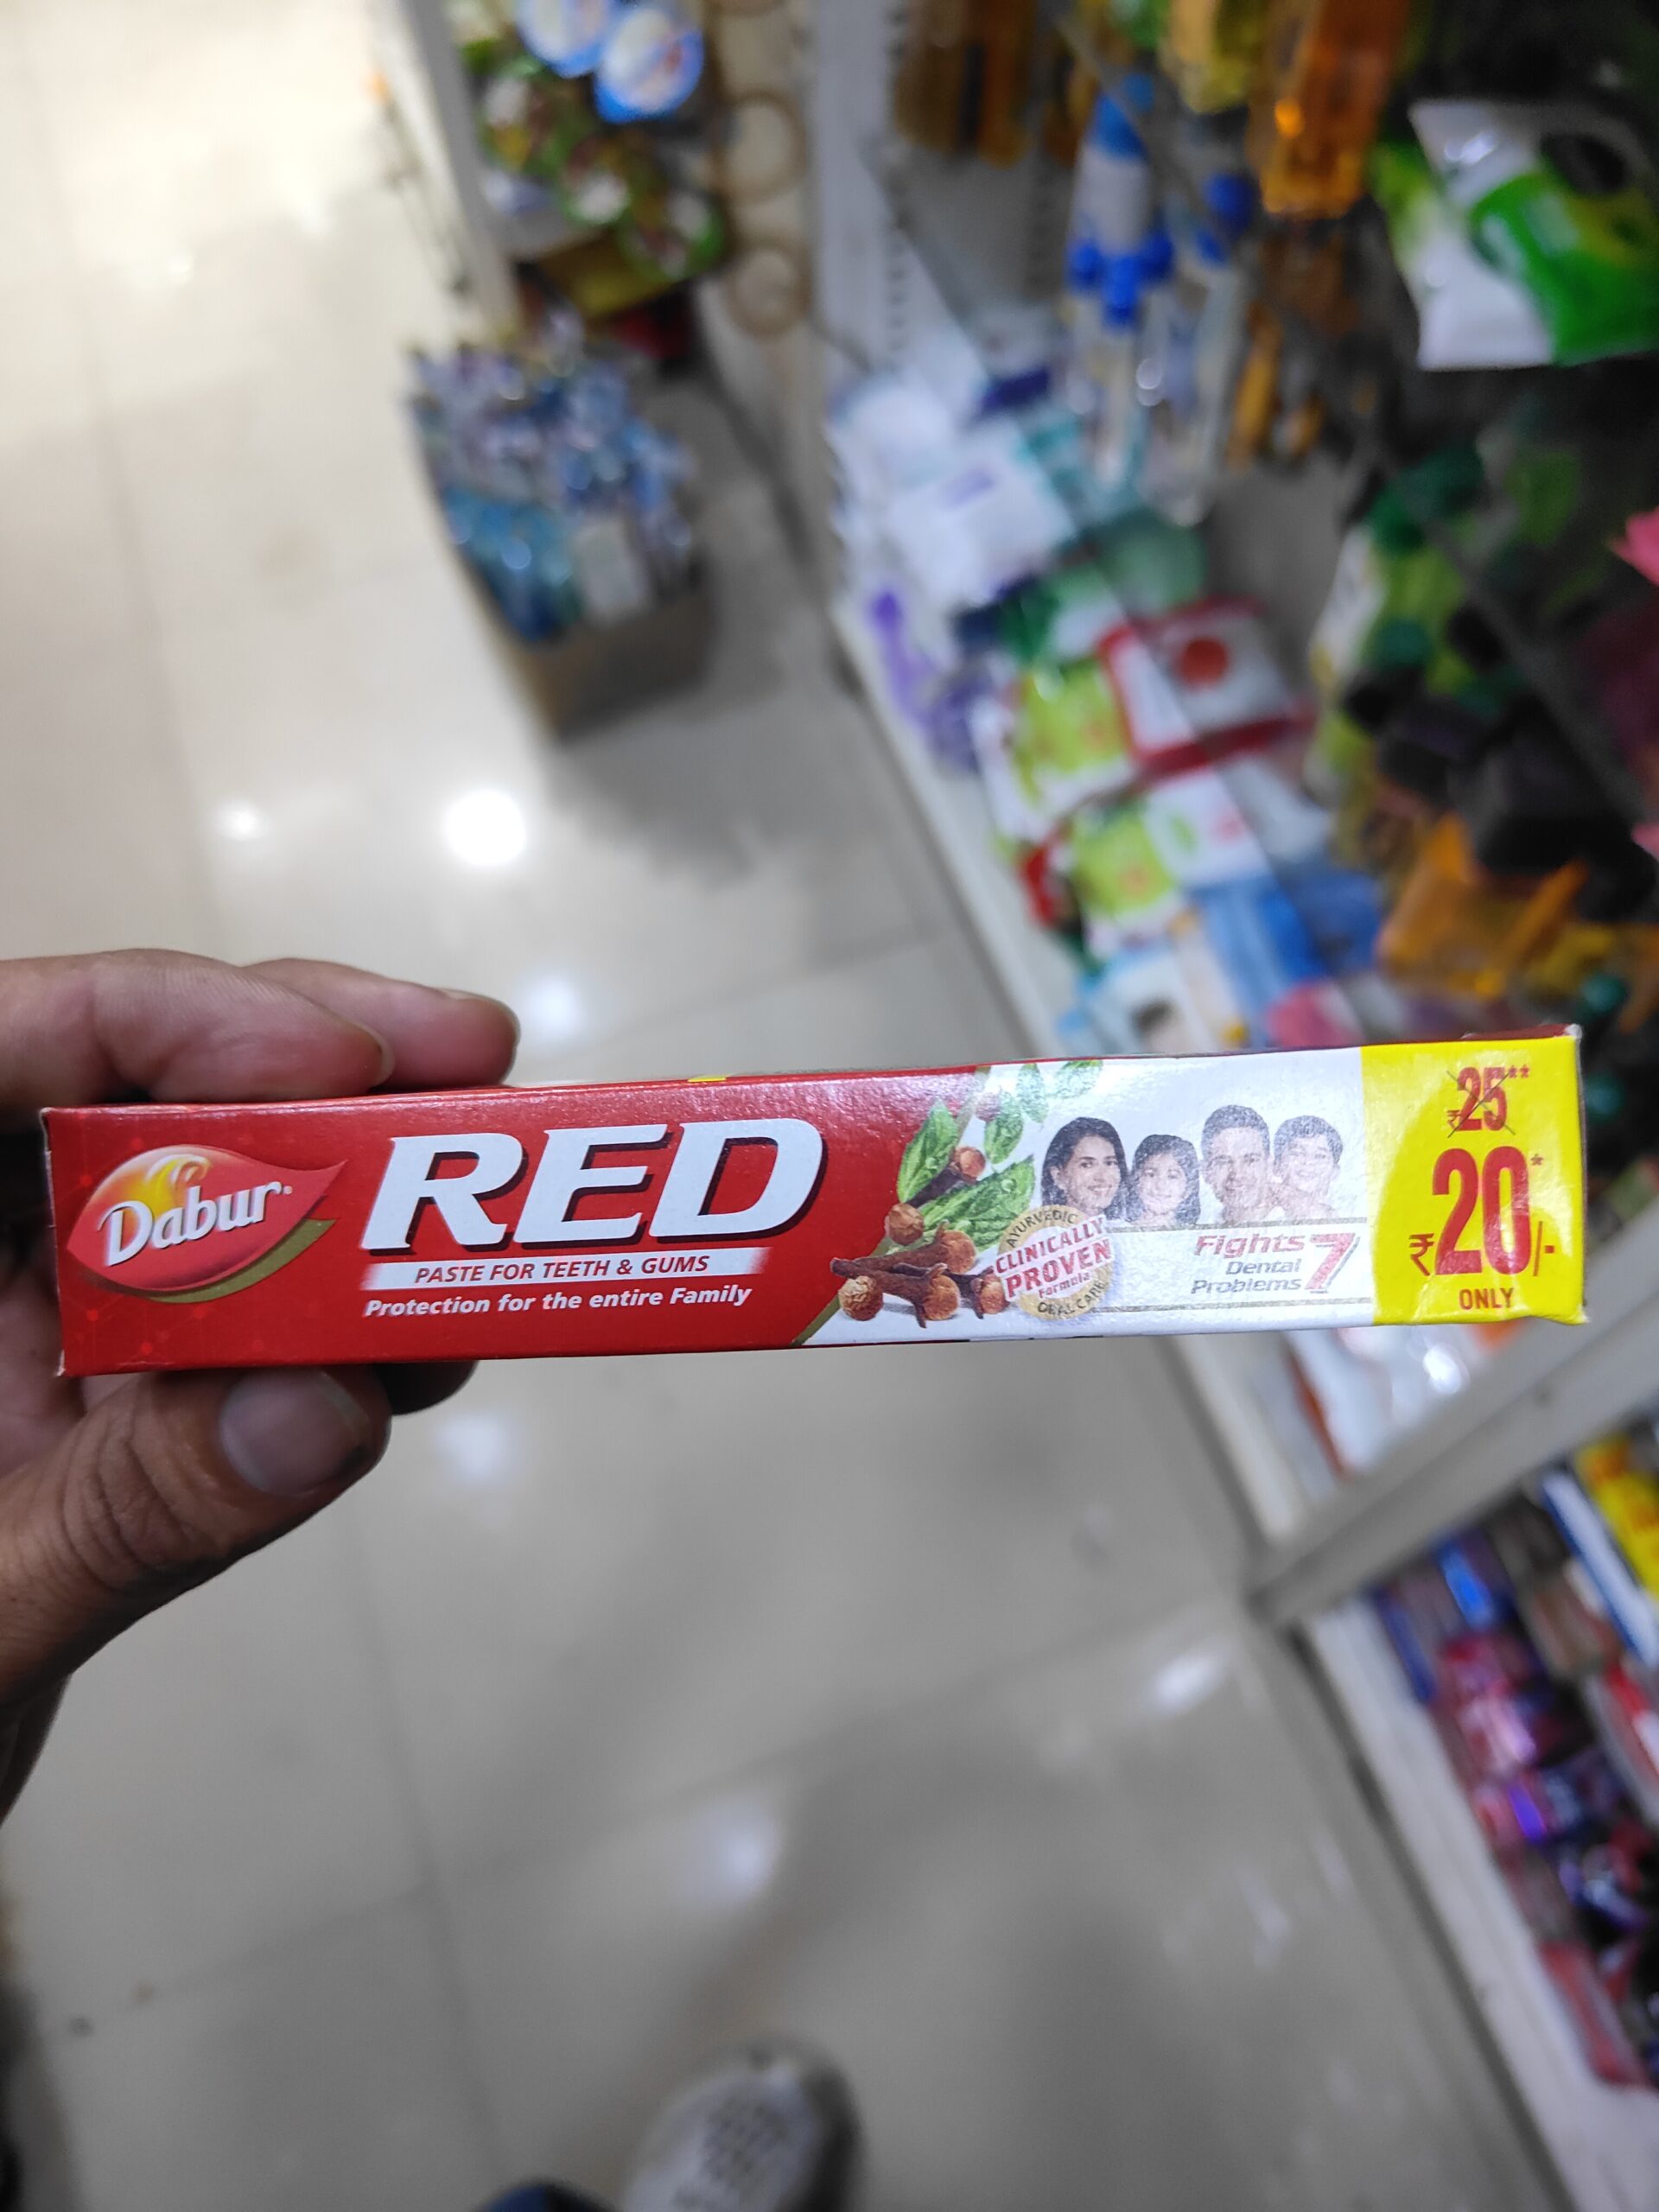 Dabur
RED
PASTE FOR TEETH & GUMS
Protection for the entire Family
AYURVEDIC
CLINICALLY
PROVEN
Formula
ORAL CARE
Fights 7
Dental
Problems
₹25**
₹20*/-
ONLY